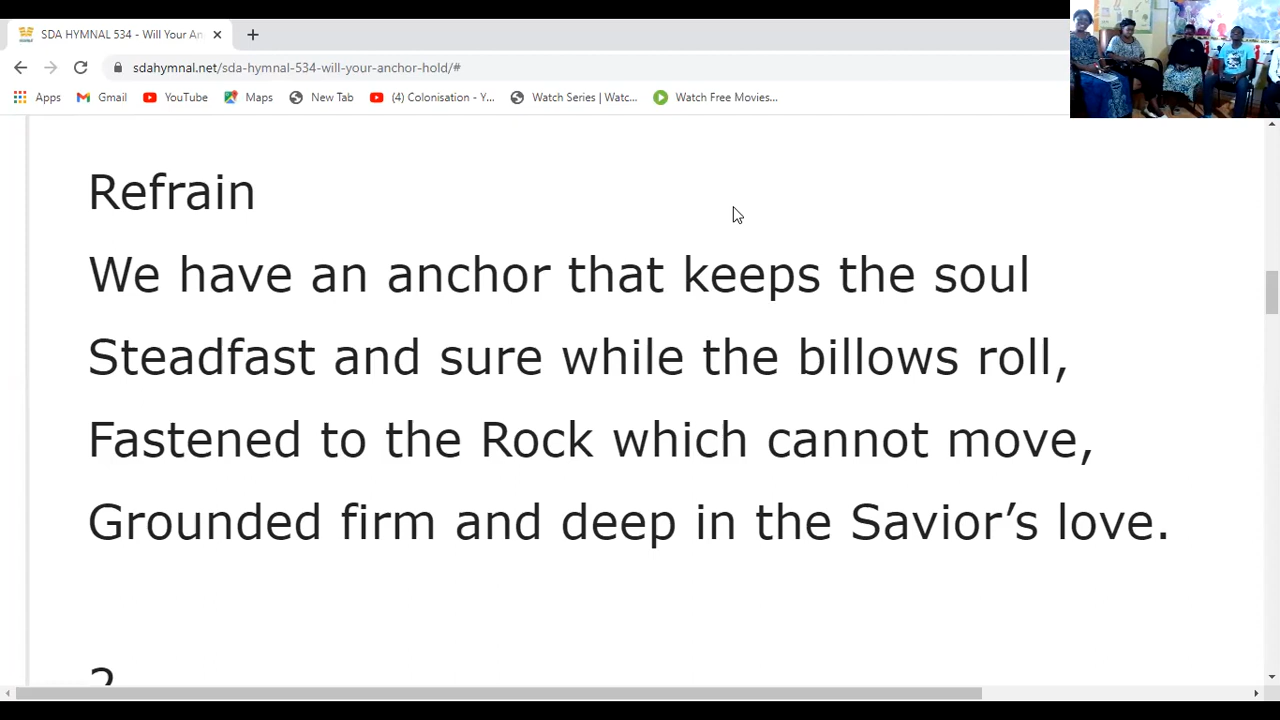 SDA HYMNAL 534 - Will Your An
sdahymnal.net/sda-hymnal-534-will-your-anchor-hold/#
Apps Gmail YouTube Maps New Tab (4) Colonisation - Y... Watch Series | Watc... Watch Free Movies...
Refrain
We have an anchor that keeps the soul
Steadfast and sure while the billows roll,
Fastened to the Rock which cannot move,
Grounded firm and deep in the Savior’s love.
2